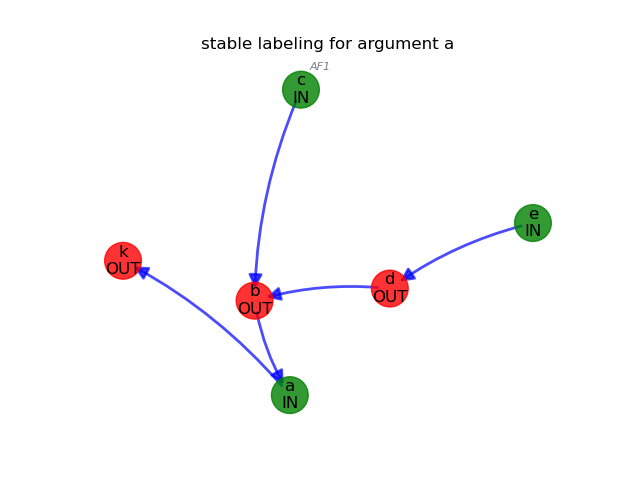 stable labeling for argument a
AF1
c
IN
e
IN
k
OUT
d
OUT
b
OUT
a
IN